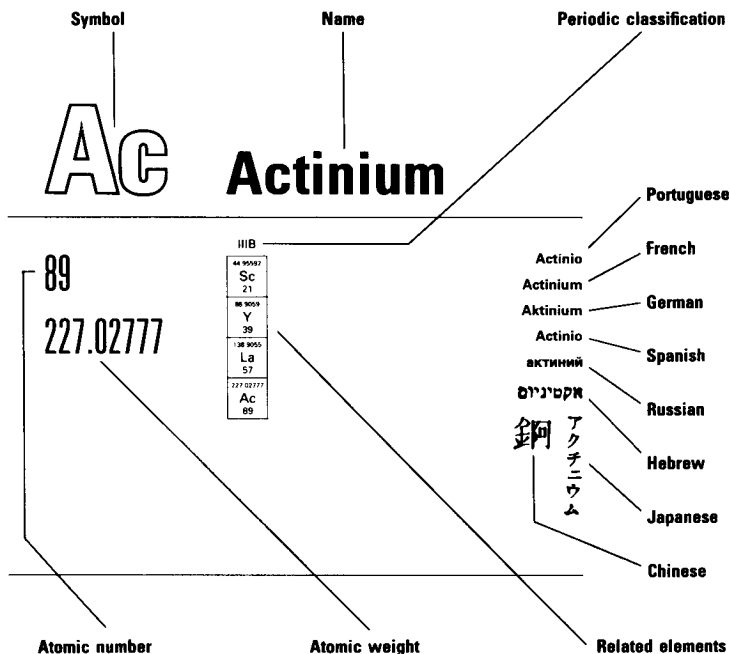 Symbol
Name
Periodic classification
Ac
Actinium
89
227.02777
IIIB
44 95592
Sc
21
88 9059
Y
39
138 9055
La
57
227 02777
Ac
89
Portuguese
Actínio
French
Actinium
German
Aktinium
Spanish
Actinio
Russian
актиний
Hebrew
אקטיניום
Japanese
アクチニウム
Chinese
錒
Atomic number
Atomic weight
Related elements